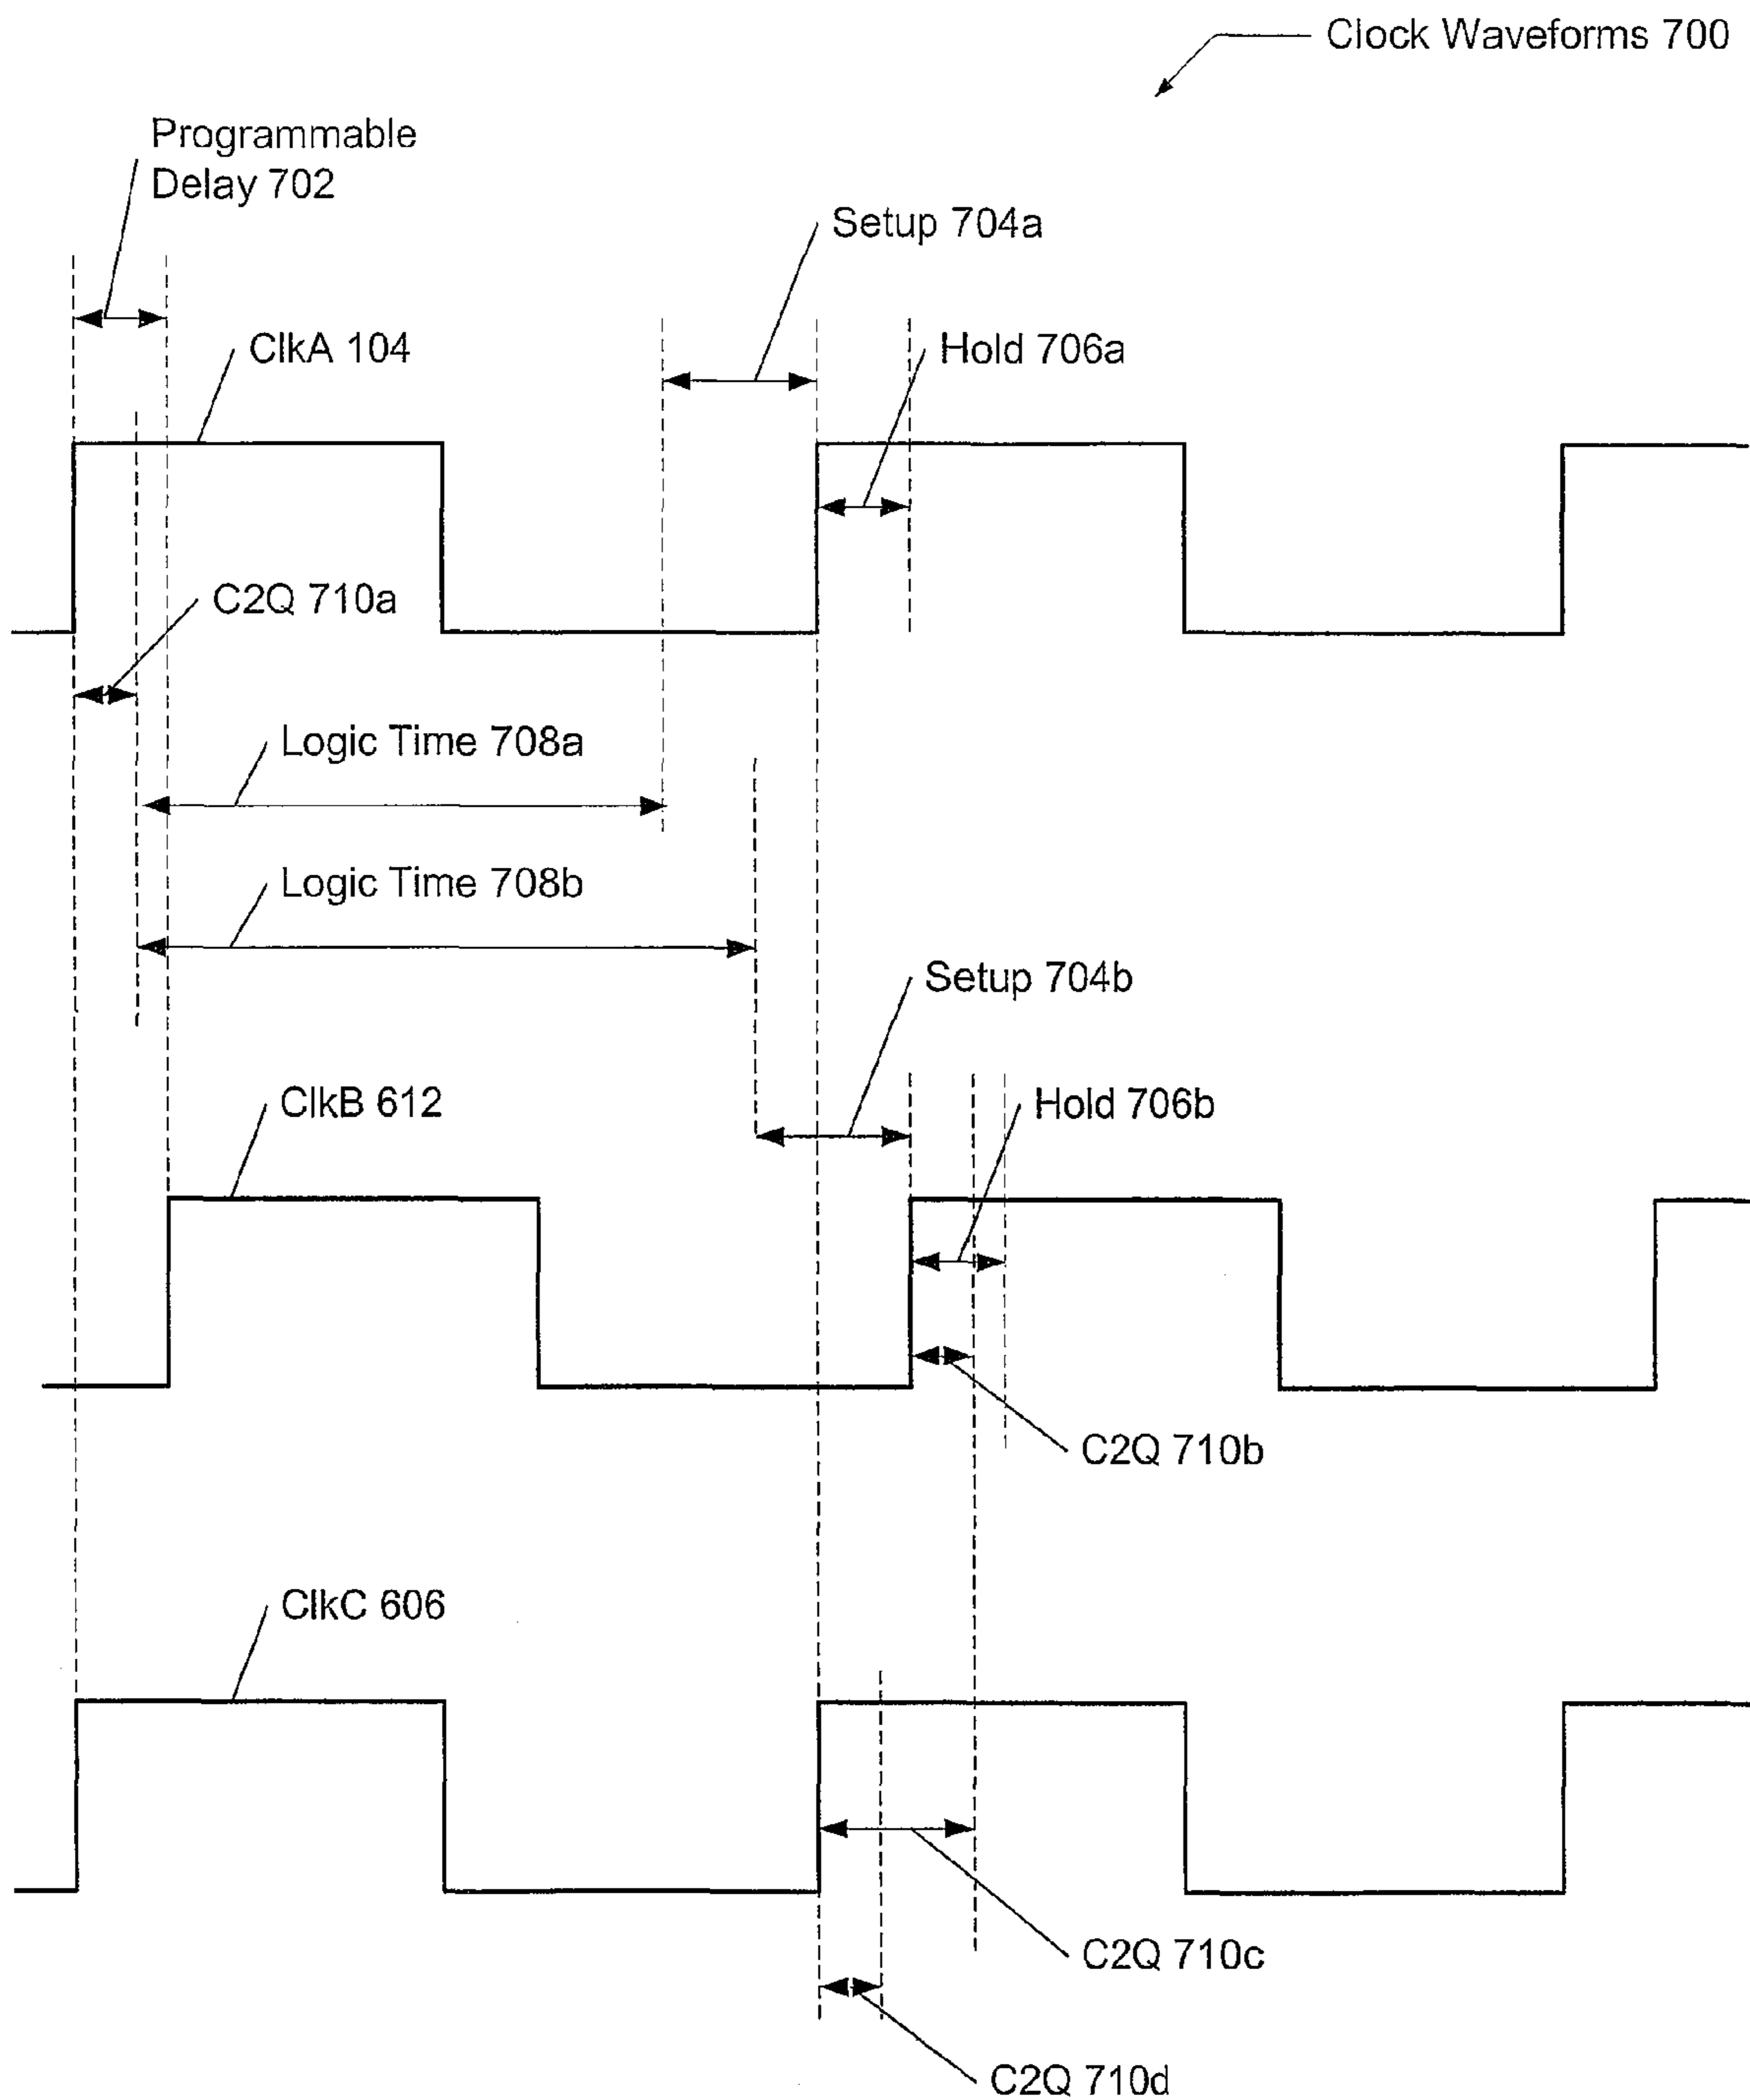 Clock Waveforms 700
Programmable
Delay 702
Setup 704a
ClkA 104
Hold 706a
C2Q 710a
Logic Time 708a
Logic Time 708b
Setup 704b
ClkB 612
Hold 706b
C2Q 710b
ClkC 606
C2Q 710c
C2Q 710d